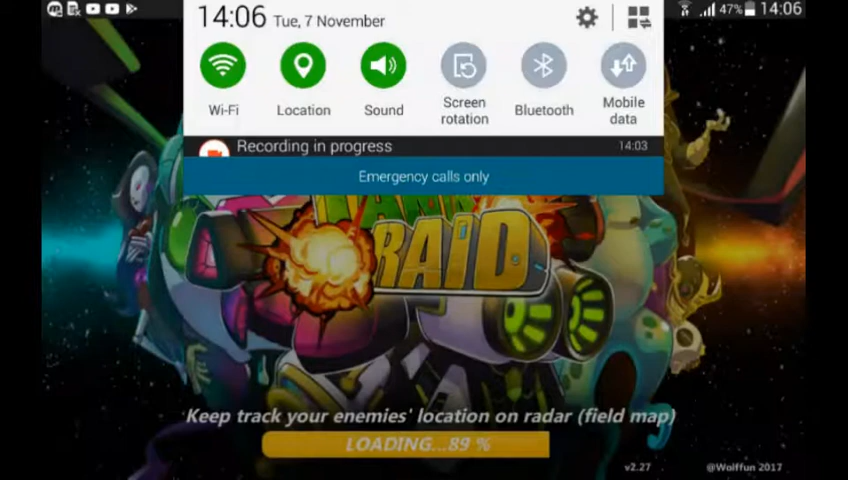 14:06 Tue, 7 November
47% 14:06
Wi-Fi
Location
Sound
Screen
rotation
Bluetooth
Mobile
data
Recording in progress
14:03
Emergency calls only
RAID
Keep track your enemies' location on radar (field map)
LOADING...89 %
v2.27
@Wolffun 2017